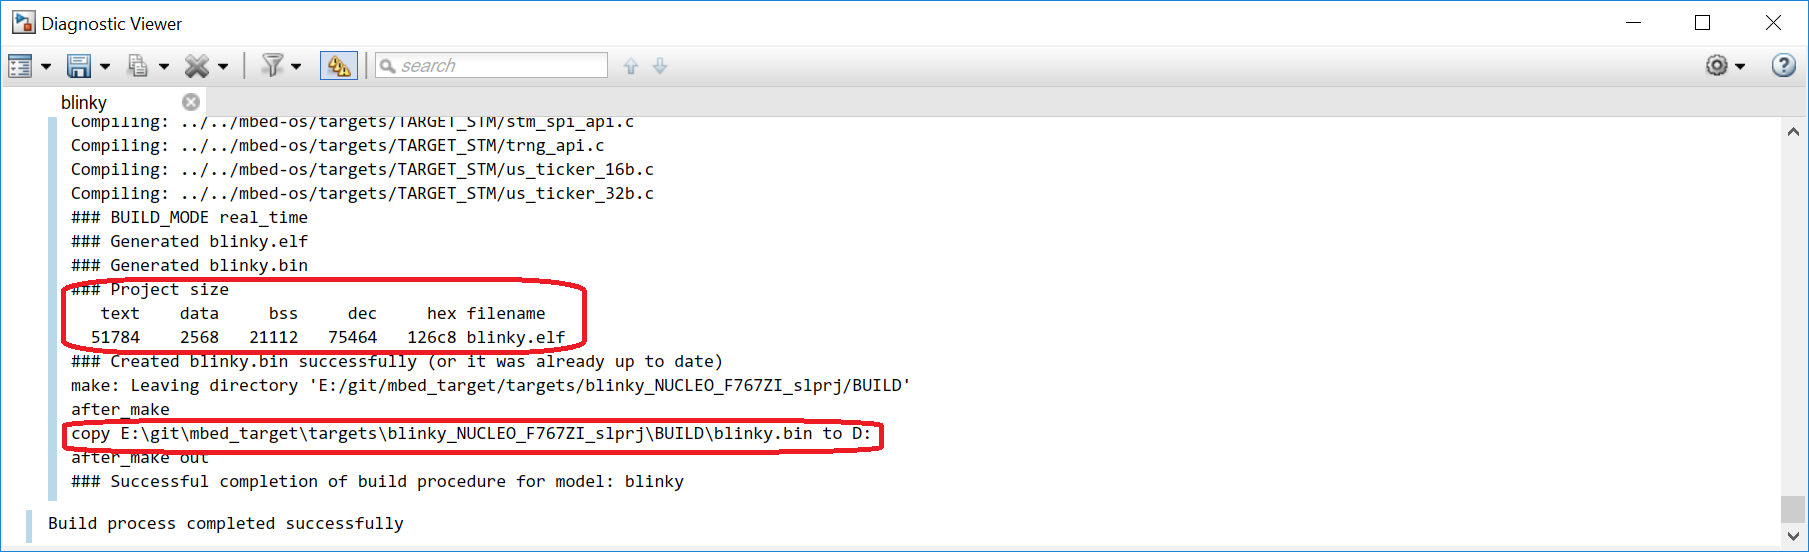 Diagnostic Viewer
search
blinky
Compiling: ../../mbed-os/targets/TARGET_STM/stm_spi_api.c
Compiling: ../../mbed-os/targets/TARGET_STM/trng_api.c
Compiling: ../../mbed-os/targets/TARGET_STM/us_ticker_16b.c
Compiling: ../../mbed-os/targets/TARGET_STM/us_ticker_32b.c
### BUILD_MODE real_time
### Generated blinky.elf
### Generated blinky.bin
### Project size
text data bss dec hex filename
51784 2568 21112 75464 126c8 blinky.elf
### Created blinky.bin successfully (or it was already up to date)
make: Leaving directory 'E:/git/mbed_target/targets/blinky_NUCLEO_F767ZI_slprj/BUILD'
after_make
copy E:\git\mbed_target\targets\blinky_NUCLEO_F767ZI_slprj\BUILD\blinky.bin to D:
after_make out
### Successful completion of build procedure for model: blinky
Build process completed successfully